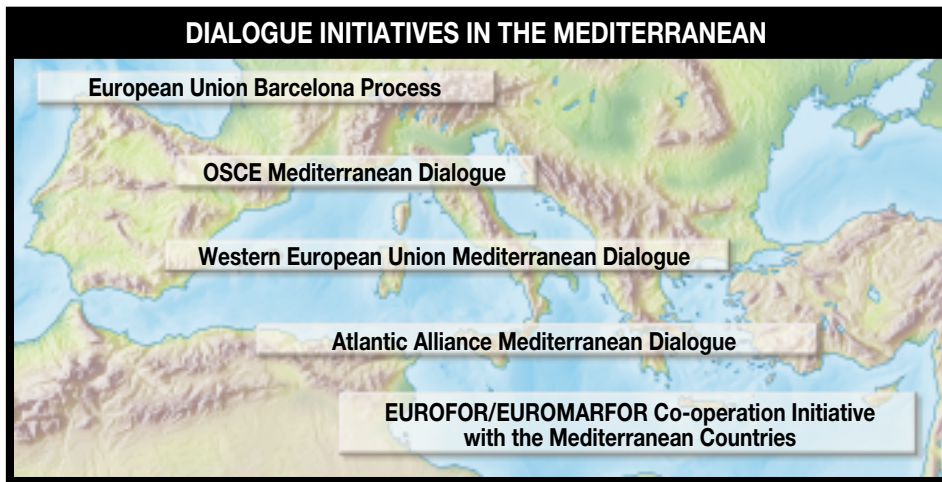 DIALOGUE INITIATIVES IN THE MEDITERRANEAN
European Union Barcelona Process
OSCE Mediterranean Dialogue
Western European Union Mediterranean Dialogue
Atlantic Alliance Mediterranean Dialogue
EUROFOR/EUROMARFOR Co-operation Initiative
with the Mediterranean Countries